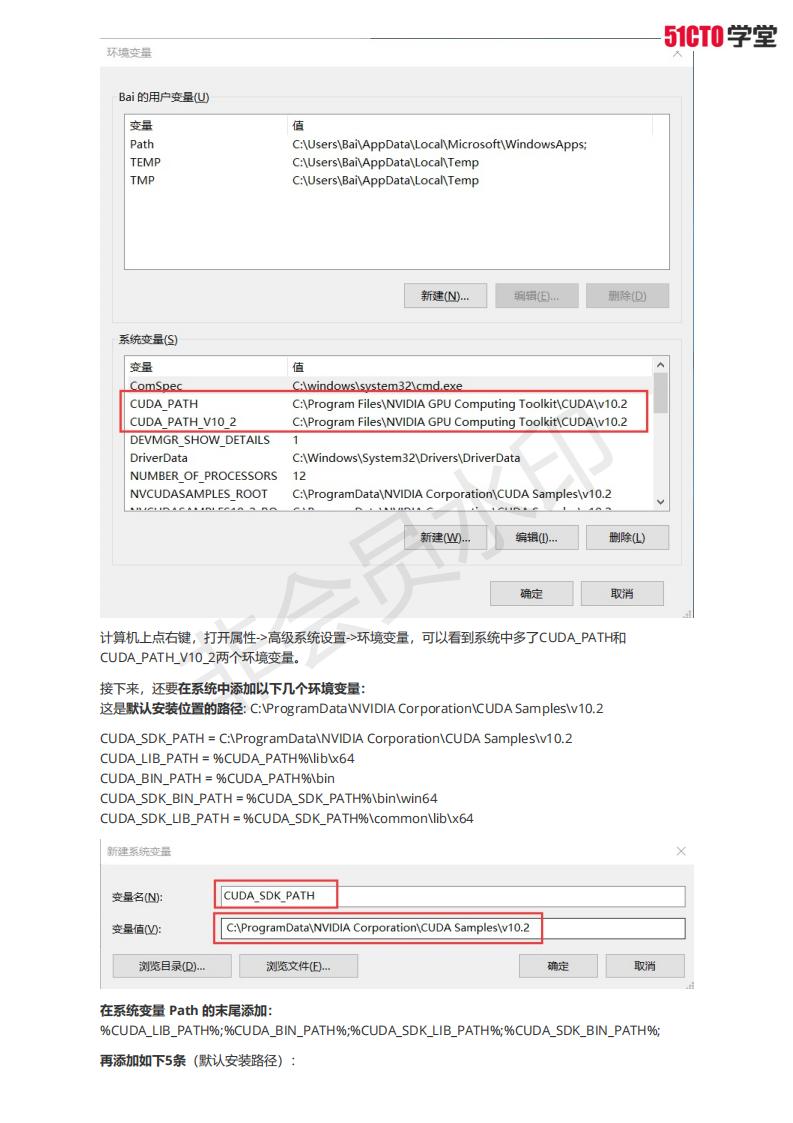 51CTO学堂
环境变量
Bai 的用户变量(U)
变量 值
Path C:\Users\Bai\AppData\Local\Microsoft\WindowsApps;
TEMP C:\Users\Bai\AppData\Local\Temp
TMP C:\Users\Bai\AppData\Local\Temp
新建(N)... 编辑(E)... 删除(D)
系统变量(S)
变量 值
ComSpec C:\windows\system32\cmd.exe
CUDA_PATH C:\Program Files\NVIDIA GPU Computing Toolkit\CUDA\v10.2
CUDA_PATH_V10_2 C:\Program Files\NVIDIA GPU Computing Toolkit\CUDA\v10.2
DEVMGR_SHOW_DETAILS 1
DriverData C:\Windows\System32\Drivers\DriverData
NUMBER_OF_PROCESSORS 12
NVCUDASAMPLES_ROOT C:\ProgramData\NVIDIA Corporation\CUDA Samples\v10.2
新建(W)... 编辑(I)... 删除(L)
确定 取消
非会员水印
计算机上点右键，打开属性->高级系统设置->环境变量，可以看到系统中多了CUDA_PATH和
CUDA_PATH_V10_2两个环境变量。
接下来，还要在系统中添加以下几个环境变量：
这是默认安装位置的路径: C:\ProgramData\NVIDIA Corporation\CUDA Samples\v10.2
CUDA_SDK_PATH = C:\ProgramData\NVIDIA Corporation\CUDA Samples\v10.2
CUDA_LIB_PATH = %CUDA_PATH%\lib\x64
CUDA_BIN_PATH = %CUDA_PATH%\bin
CUDA_SDK_BIN_PATH = %CUDA_SDK_PATH%\bin\win64
CUDA_SDK_LIB_PATH = %CUDA_SDK_PATH%\common\lib\x64
新建系统变量
变量名(N): CUDA_SDK_PATH
变量值(V): C:\ProgramData\NVIDIA Corporation\CUDA Samples\v10.2
浏览目录(D)... 浏览文件(F)... 确定 取消
在系统变量 Path 的末尾添加：
%CUDA_LIB_PATH%;%CUDA_BIN_PATH%;%CUDA_SDK_LIB_PATH%;%CUDA_SDK_BIN_PATH%;
再添加如下5条（默认安装路径）：